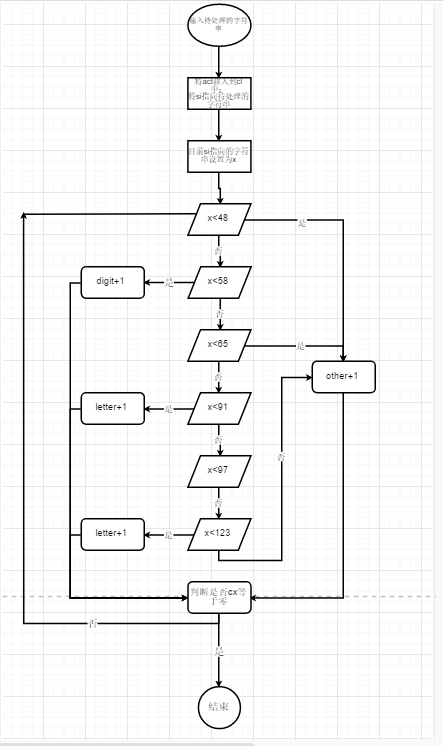 输入待处理的字符
串
将act移入到cl
中，
将si指向待处理的
字符串
目前si指向的字符
串设置为x
x<48
是
否
x<58
是
digit+1
否
x<65
是
other+1
否
x<91
是
letter+1
否
否
x<97
否
x<123
是
letter+1
判断是否cx等
于零
否
是
结束